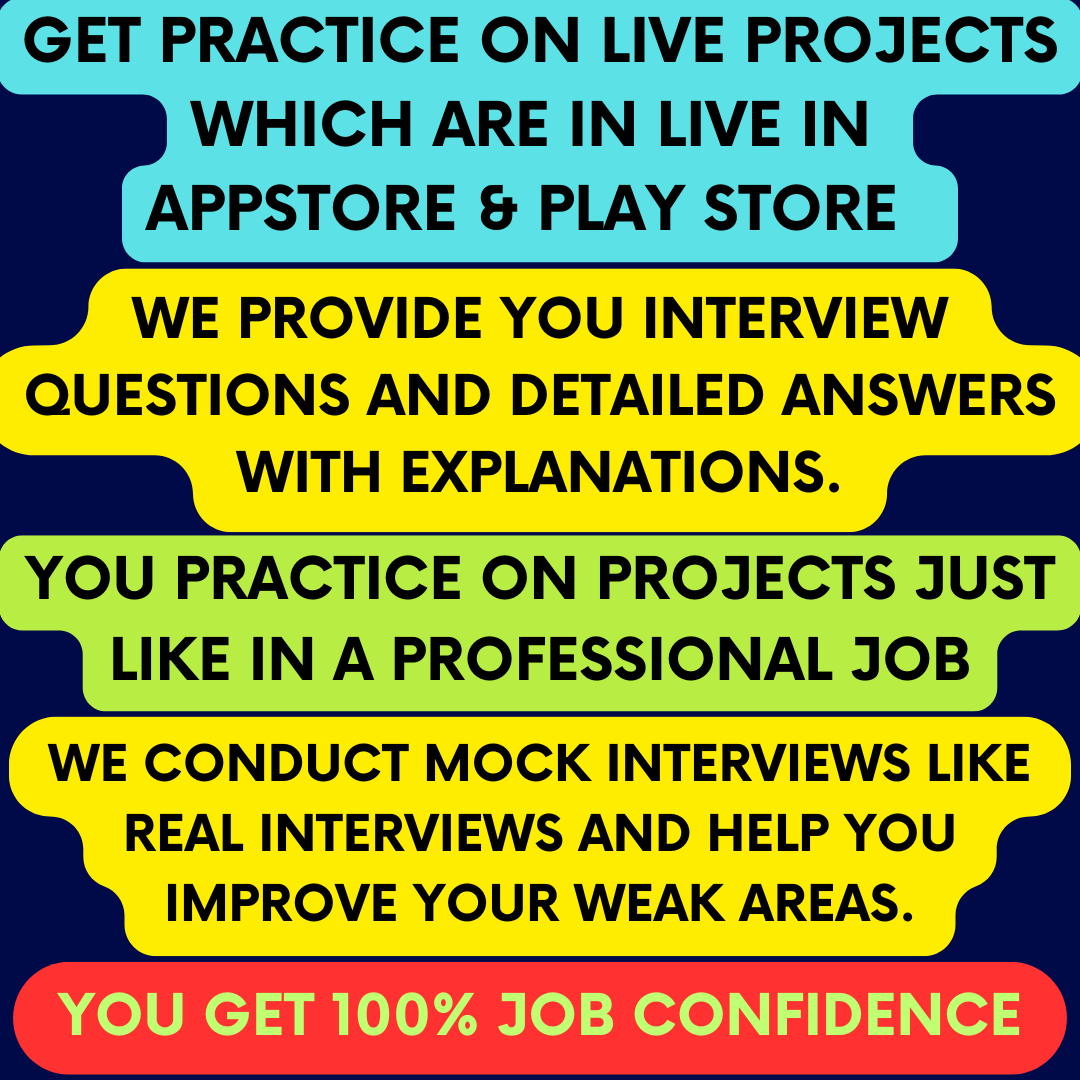 GET PRACTICE ON LIVE PROJECTS
WHICH ARE IN LIVE IN
APPSTORE & PLAY STORE
WE PROVIDE YOU INTERVIEW
QUESTIONS AND DETAILED ANSWERS
WITH EXPLANATIONS.
YOU PRACTICE ON PROJECTS JUST
LIKE IN A PROFESSIONAL JOB
WE CONDUCT MOCK INTERVIEWS LIKE
REAL INTERVIEWS AND HELP YOU
IMPROVE YOUR WEAK AREAS.
YOU GET 100% JOB CONFIDENCE